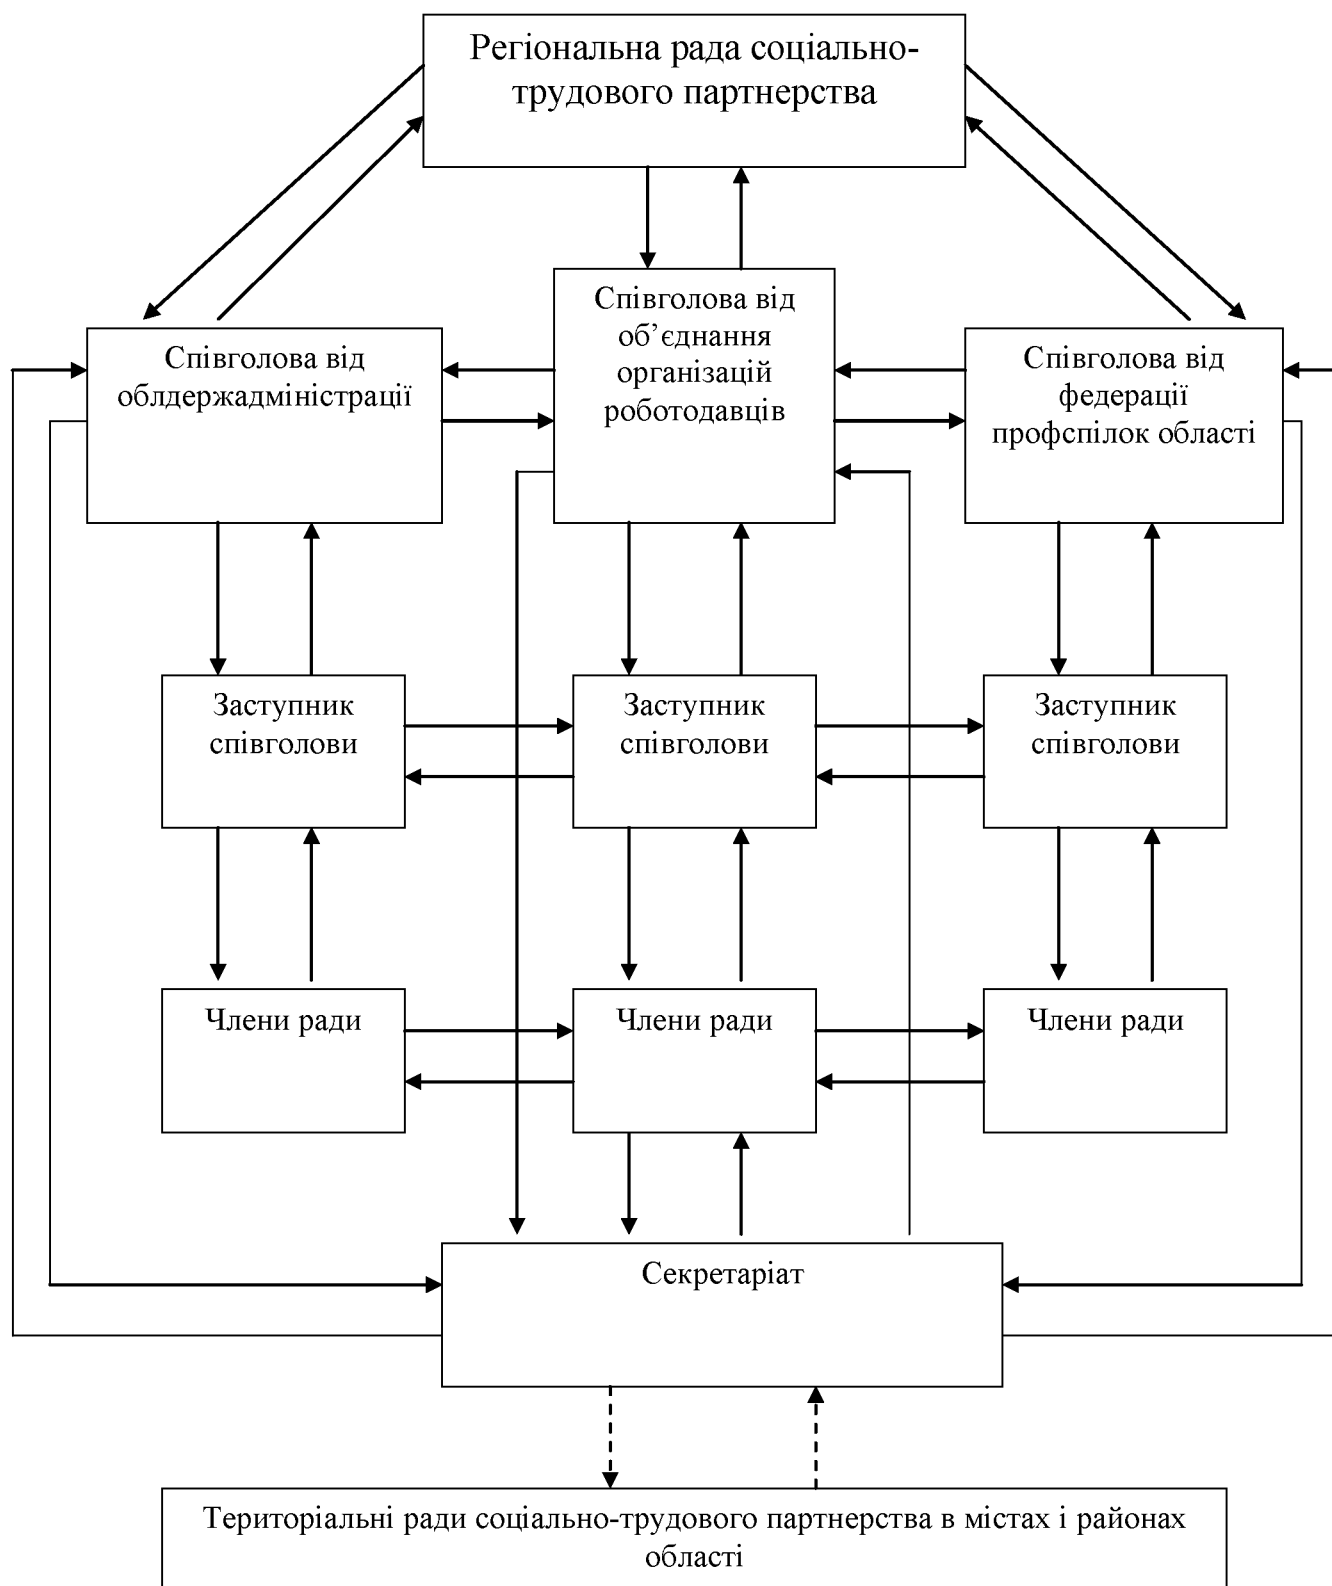 Регіональна рада соціально-
трудового партнерства
Співголова від
облдержадміністрації
Співголова від
об’єднання
організацій
роботодавців
Співголова від
федерації
профспілок області
Заступник
співголови
Заступник
співголови
Заступник
співголови
Члени ради
Члени ради
Члени ради
Секретаріат
Територіальні ради соціально-трудового партнерства в містах і районах
області